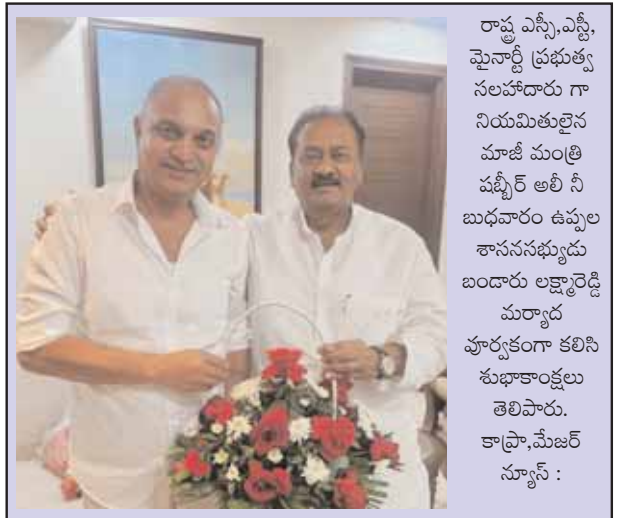 రాష్ట్ర ఎస్సీ,ఎస్టీ,
మైనార్టీ ప్రభుత్వ
సలహాదారు గా
నియమితులైన
మాజీ మంత్రి
షబ్బీర్ అలీ నీ
బుధవారం ఉప్పల
శాసనసభ్యుడు
బండారు లక్ష్మారెడ్డి
మర్యాద
వూర్వకంగా కలిసి
శుభాకాంక్షలు
తెలిపారు.
కాప్రా,మేజర్
న్యూస్ :